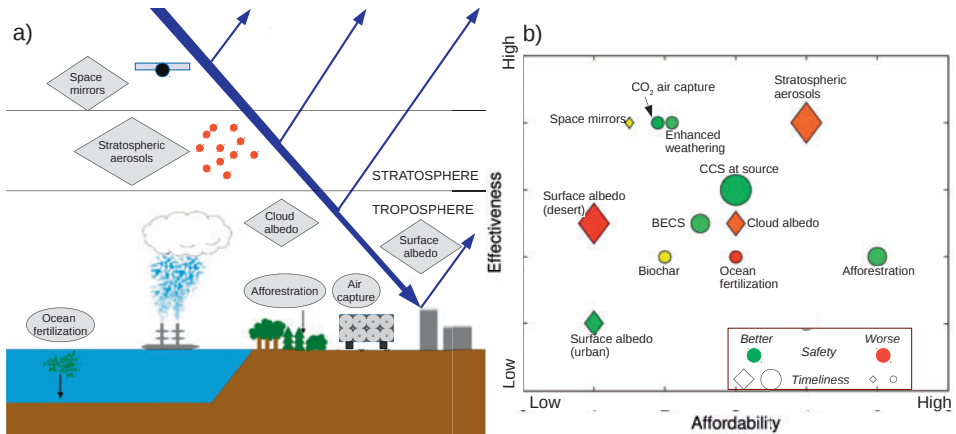 a)
Space
mirrors
Stratospheric
aerosols
STRATOSPHERE
TROPOSPHERE
Cloud
albedo
Surface
albedo
Afforestration
Air
capture
Ocean
fertilization
b)
High
Effectiveness
Low
CO2 air capture
Stratospheric
aerosols
Space mirrors
Enhanced
weathering
CCS at source
Surface albedo
(desert)
BECS
Cloud albedo
Biochar
Ocean
fertilization
Afforestration
Surface albedo
(urban)
Better
Worse
Safety
Timeliness
Low
High
Affordability